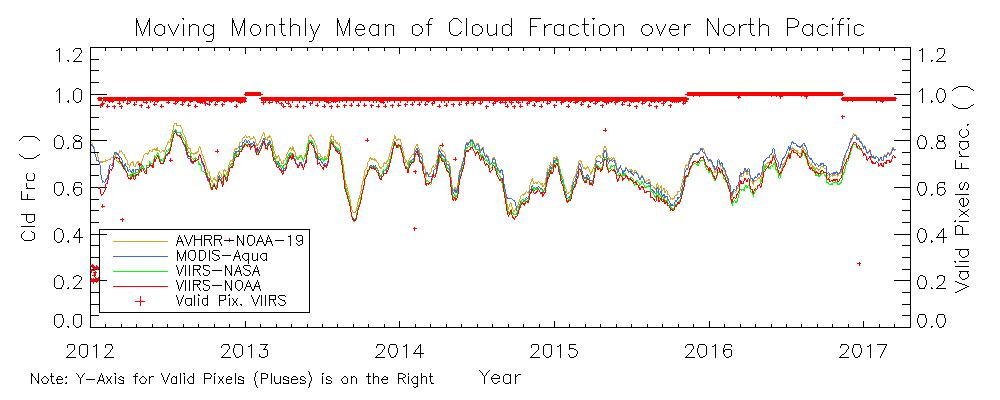 Moving Monthly Mean of Cloud Fraction over North Pacific
1.2
1.0
0.8
0.6
0.4
0.2
0.0
Cld Frc ( )
1.2
1.0
0.8
0.6
0.4
0.2
0.0
Valid Pixels Frac. ( )
AVHRR+NOAA-19
MODIS-Aqua
VIIRS-NASA
VIIRS-NOAA
Valid Pix. VIIRS
2012 2013 2014 2015 2016 2017
Note: Y-Axis for Valid Pixels (Pluses) is on the Right
Year